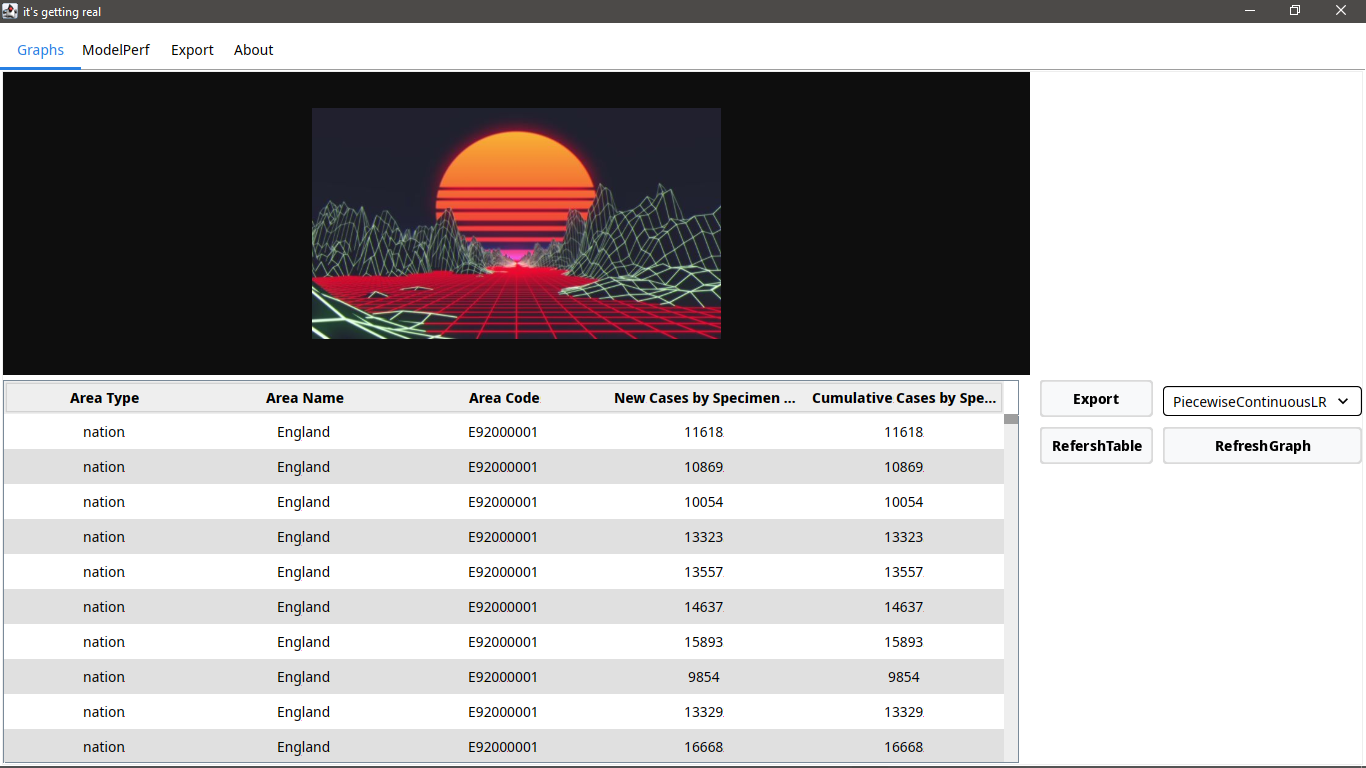 it's getting real
Graphs ModelPerf Export About
Area Type Area Name Area Code New Cases by Specimen ... Cumulative Cases by Spe...
nation England E92000001 11618 11618
nation England E92000001 10869 10869
nation England E92000001 10054 10054
nation England E92000001 13323 13323
nation England E92000001 13557 13557
nation England E92000001 14637 14637
nation England E92000001 15893 15893
nation England E92000001 9854 9854
nation England E92000001 13329 13329
nation England E92000001 16668 16668
Export PiecewiseContinuousLR
RefershTable RefreshGraph